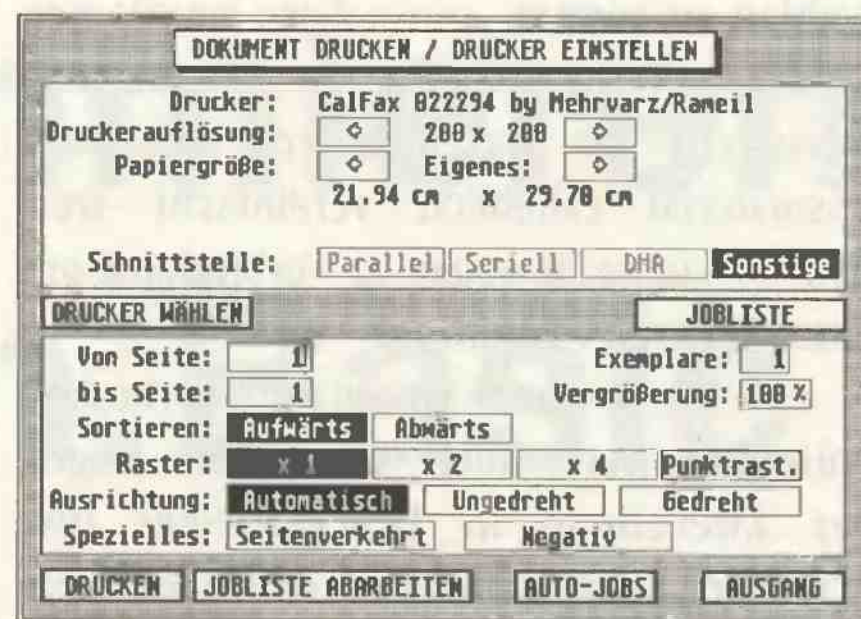 DOKUMENT DRUCKEN / DRUCKER EINSTELLEN
Drucker: CalFax 022294 by Mehrvarz/Rameil
Druckerauflösung: 200 x 200
Papiergröße: Eigenes:
21.94 cm x 29.70 cm
Schnittstelle: Parallel Seriell DMA Sonstige
DRUCKER WÄHLEN JOBLISTE
Von Seite: 1 Exemplare: 1
bis Seite: 1 Vergrößerung: 100 %
Sortieren: Aufwärts Abwärts
Raster: x 1 x 2 x 4 Punktrast.
Ausrichtung: Automatisch Ungedreht Gedreht
Spezielles: Seitenverkehrt Negativ
DRUCKEN JOBLISTE ABARBEITEN AUTO-JOBS AUSGANG